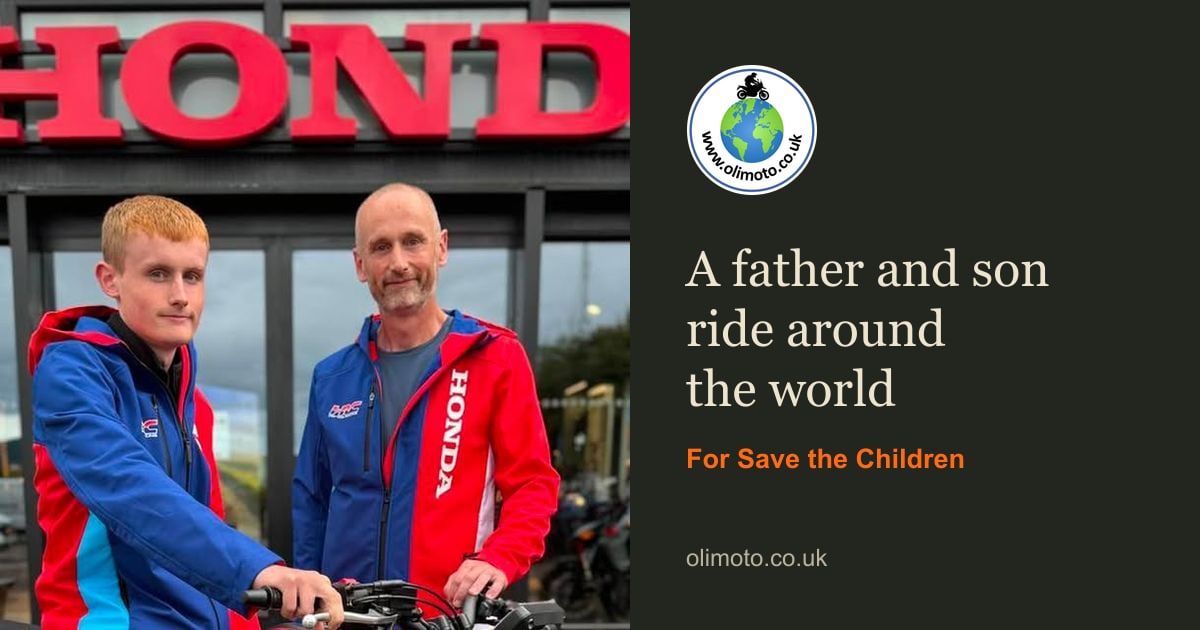 HOND
HRC
HONDA
www.olimoto.co.uk
A father and son
ride around
the world
For Save the Children
olimoto.co.uk